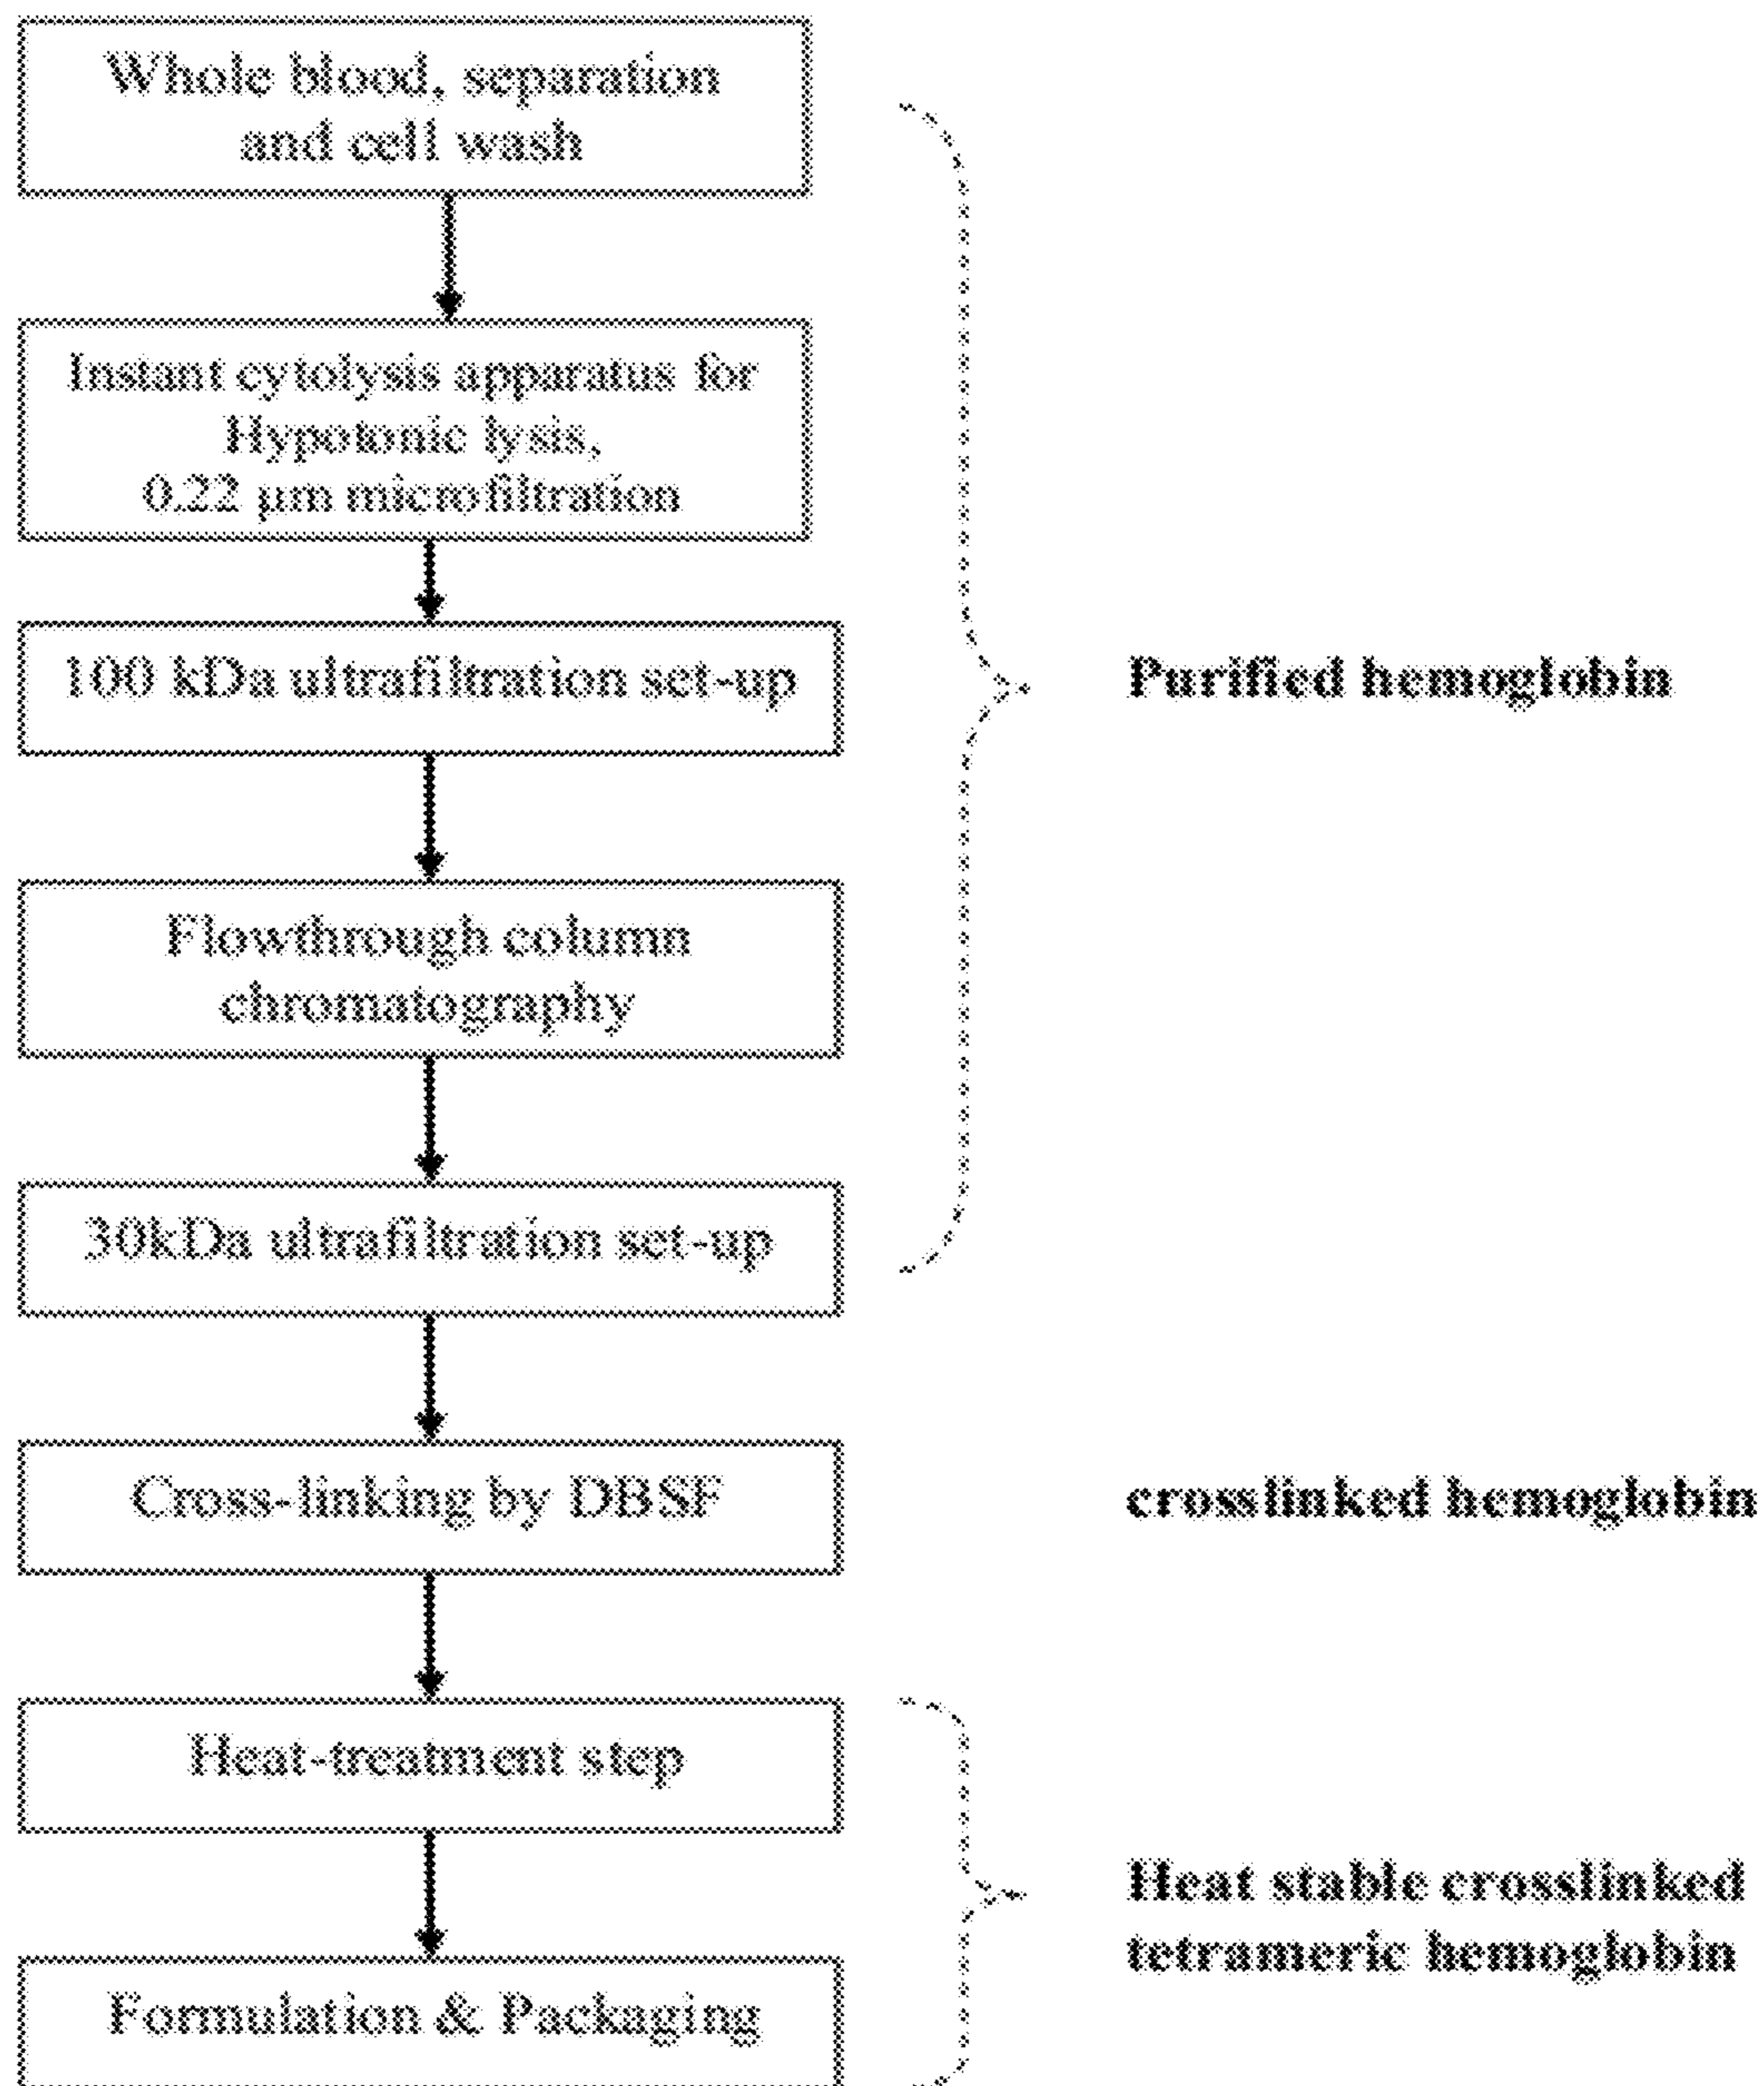 Whole blood, separation
and cell wash
Instant cytolysis apparatus for
Hypotonic lysis,
0.22 μm microfiltration
100 kDa ultrafiltration set-up
Purified hemoglobin
Flowthrough column
chromatography
30kDa ultrafiltration set-up
Cross-linking by DBSF
crosslinked hemoglobin
Heat-treatment step
Heat stable crosslinked
tetrameric hemoglobin
Formulation & Packaging